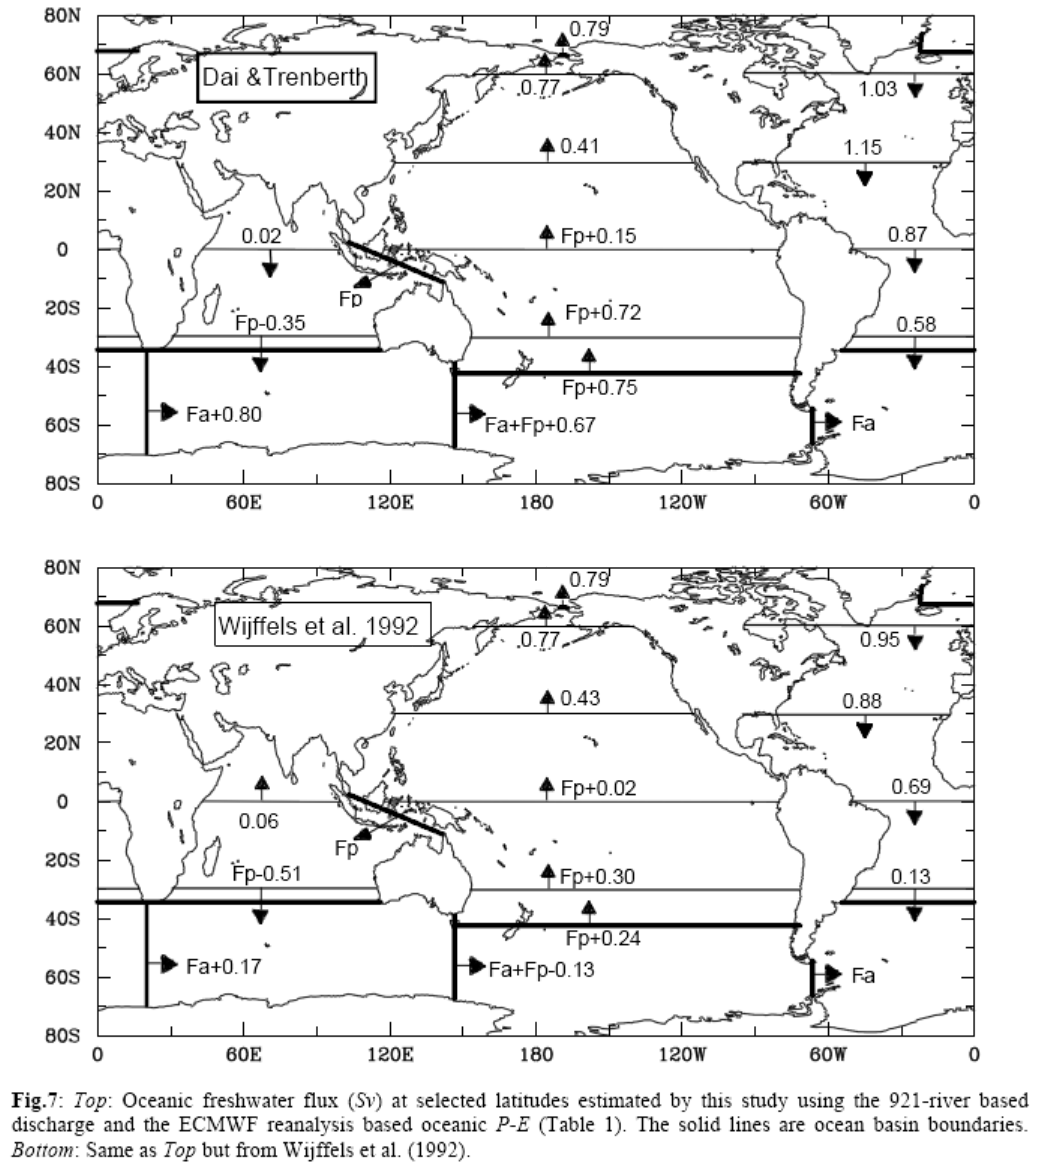 80N
0.79
Dai &Trenberth
60N
0.77
1.03
40N
0.41
1.15
20N
0.02
Fp+0.15
0.87
0
Fp
20S
Fp-0.35
Fp+0.72
0.58
40S
Fp+0.75
Fa+0.80
Fa+Fp+0.67
Fa
60S
80S
0 60E 120E 180 120W 60W 0
80N
0.79
Wijffels et al. 1992
60N
0.77
0.95
40N
0.43
0.88
20N
Fp+0.02
0.69
0
0.06
Fp
20S
Fp-0.51
Fp+0.30
0.13
40S
Fp+0.24
Fa+0.17
Fa+Fp-0.13
Fa
60S
80S
0 60E 120E 180 120W 60W 0
Fig.7: Top: Oceanic freshwater flux (Sv) at selected latitudes estimated by this study using the 921-river based
discharge and the ECMWF reanalysis based oceanic P-E (Table 1). The solid lines are ocean basin boundaries.
Bottom: Same as Top but from Wijffels et al. (1992).